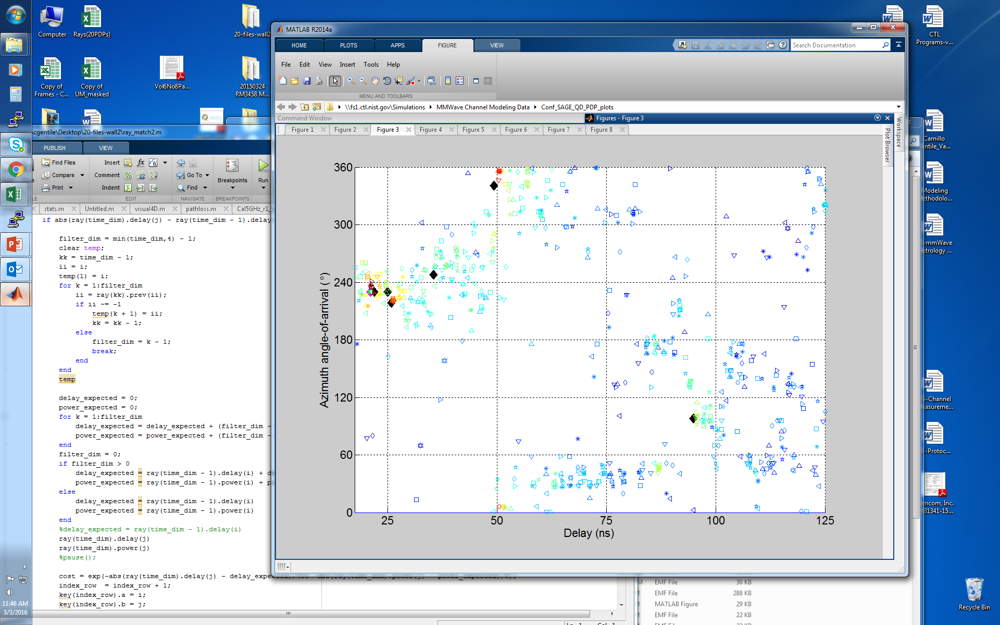 Computer
Rays(20PDPs)
20-files-wall2
Copy of
Frames - C...
Copy of
UM_masked
Vol6No8Pa...
20150324
RM3458 M...
CTL
Programs-v...
Camillo
ntile_Va...
Modeling
ethodolo...
-mmWave
etrology ...
-Channel
easureme...
-Protoc...
mcom, Inc.
31341-15...
Recycle Bin
11:46 AM
3/3/2016
cgentile\Desktop\20-files-wall2\ray_match2.m
PUBLISH
VIEW
Find Files
Compare
Print
Insert
fx
Comment
Indent
Go To
Find
Breakpoints
Run
EDIT
NAVIGATE
BREAKPOINTS
stats.m
Untitled.m
visual4D.m
pathloss.m
Cal5GHz_r1_
if abs(ray(time_dim).delay(j) - ray(time_dim - 1).delay
filter_dim = min(time_dim,4) - 1;
clear temp;
kk = time_dim - 1;
ii = i;
temp(1) = i;
for k = 1:filter_dim
ii = ray(kk).prev(ii);
if ii ~= -1
temp(k + 1) = ii;
kk = kk - 1;
else
filter_dim = k - 1;
break;
end
end
temp
delay_expected = 0;
power_expected = 0;
for k = 1:filter_dim
delay_expected = delay_expected + (filter_dim -
power_expected = power_expected + (filter_dim -
end
filter_dim = 0;
if filter_dim > 0
delay_expected = ray(time_dim - 1).delay(i) + d
power_expected = ray(time_dim - 1).power(i) + p
else
delay_expected = ray(time_dim - 1).delay(i)
power_expected = ray(time_dim - 1).power(i)
end
%delay_expected = ray(time_dim - 1).delay(i)
ray(time_dim).delay(j)
ray(time_dim).power(j)
%pause();
cost = exp(-abs(ray(time_dim).delay(j) - delay_expected)
index_row  = index_row + 1;
key(index_row).a = i;
key(index_row).b = j;
MATLAB R2014a
HOME
PLOTS
APPS
FIGURE
VIEW
Search Documentation
File
Edit
View
Insert
Tools
Help
MENU AND TOOLBARS
\\fs1.ctl.nist.gov\Simulations
MMWave Channel Modeling Data
Conf_SAGE_QD_PDP_plots
Command Window
Figures - Figure 3
Figure 1
Figure 2
Figure 3
Figure 4
Figure 5
Figure 6
Figure 7
Figure 8
Workspace
Plot Browser
360
300
240
180
120
60
0
25
50
75
100
125
Azimuth angle-of-arrival (°)
Delay (ns)
EMF File
30 KB
EMF File
288 KB
MATLAB Figure
29 KB
EMF File
22 KB